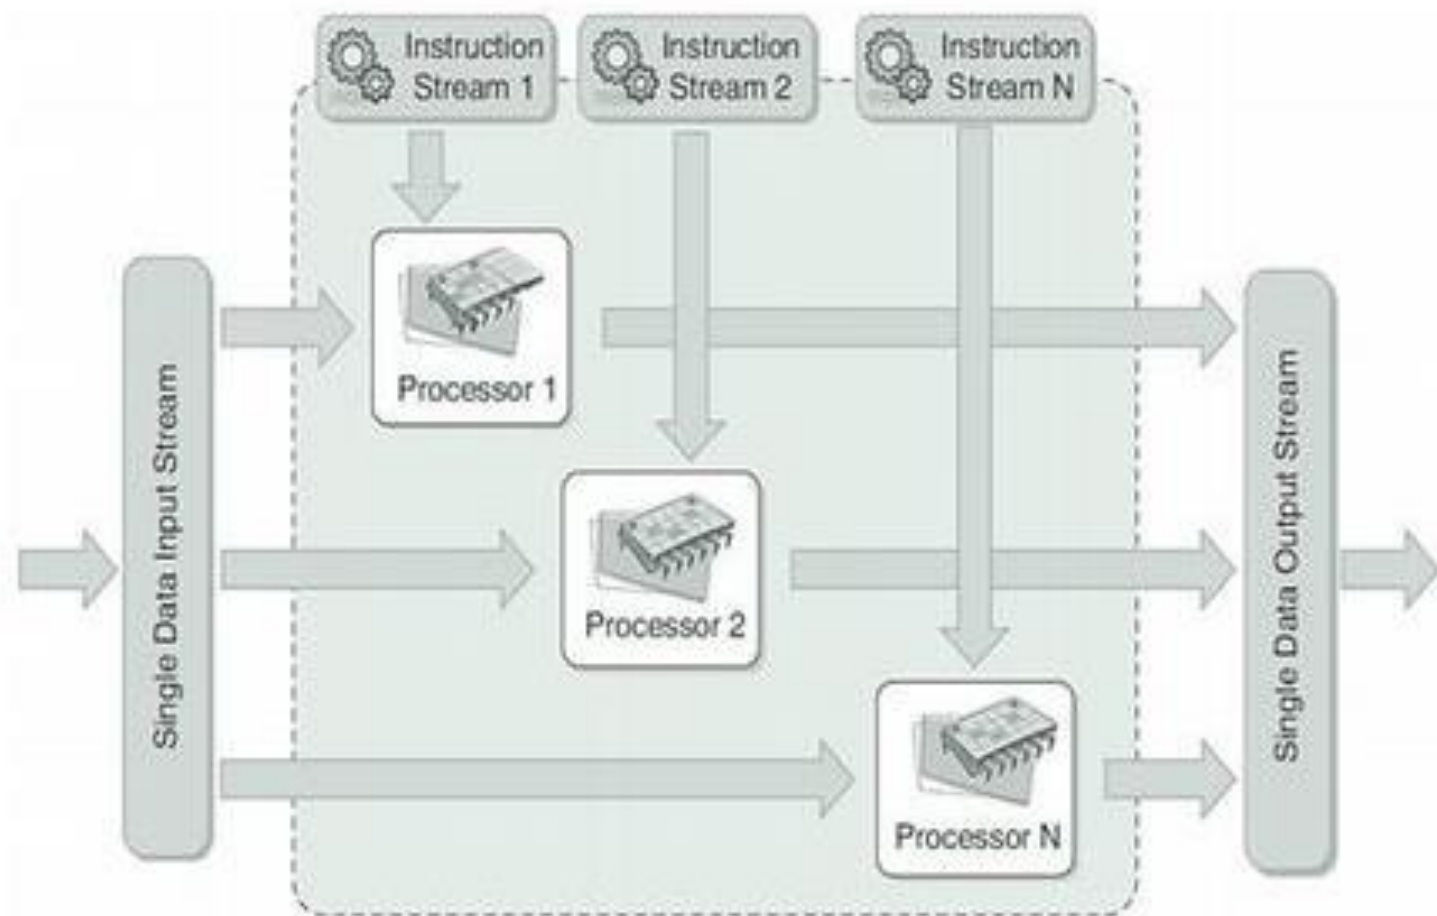 Instruction
Stream 1
Instruction
Stream 2
Instruction
Stream N
Single Data Input Stream
Processor 1
Processor 2
Processor N
Single Data Output Stream